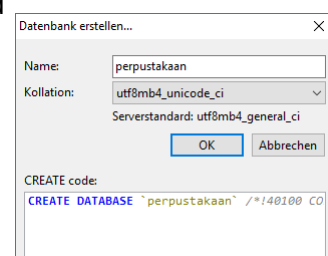 Datenbank erstellen...
Name: perpustakaan
Kollation: utf8mb4_unicode_ci
Serverstandard: utf8mb4_general_ci
OK Abbrechen
CREATE code:
CREATE DATABASE `perpustakaan` /*!40100 CO